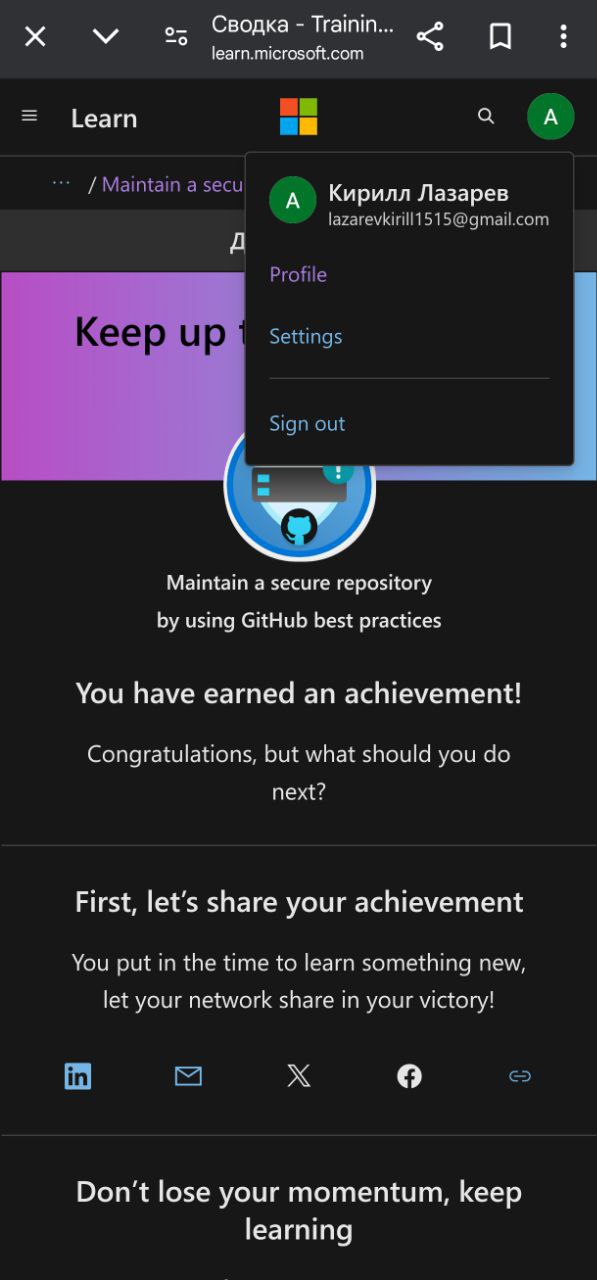 Сводка - Trainin...
learn.microsoft.com
Learn
A
... / Maintain a secu
A
Кирилл Лазарев
lazarevkirill1515@gmail.com
Profile
Settings
Sign out
Keep up
Maintain a secure repository
by using GitHub best practices
You have earned an achievement!
Congratulations, but what should you do
next?
First, let’s share your achievement
You put in the time to learn something new,
let your network share in your victory!
Don’t lose your momentum, keep
learning